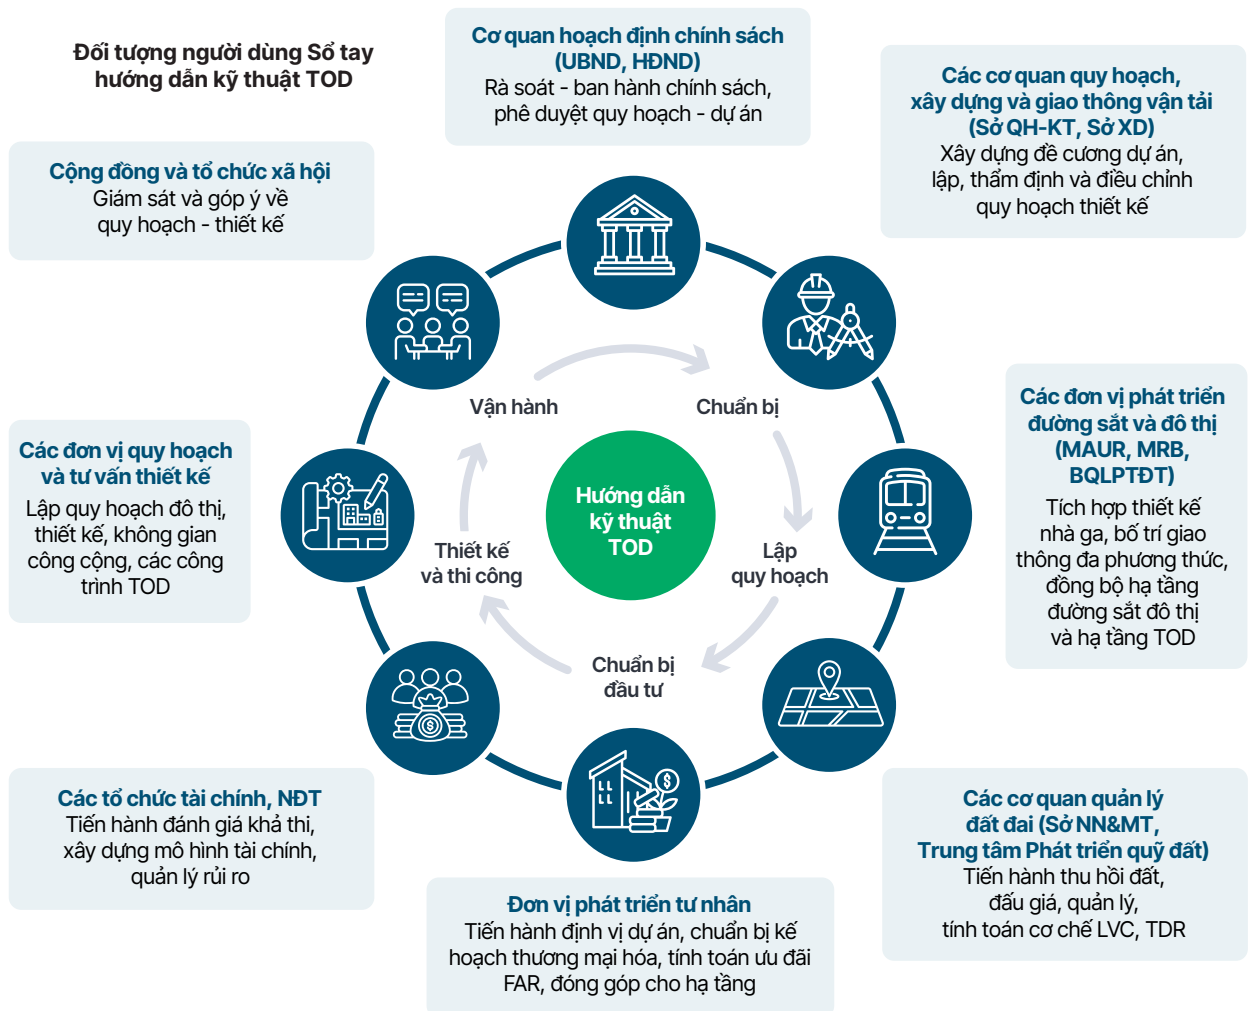 Đối tượng người dùng Sổ tay
hướng dẫn kỹ thuật TOD
Cơ quan hoạch định chính sách
(UBND, HĐND)
Rà soát - ban hành chính sách,
phê duyệt quy hoạch - dự án
Các cơ quan quy hoạch,
xây dựng và giao thông vận tải
(Sở QH-KT, Sở XD)
Xây dựng đề cương dự án,
lập, thẩm định và điều chỉnh
quy hoạch thiết kế
Cộng đồng và tổ chức xã hội
Giám sát và góp ý về
quy hoạch - thiết kế
Các đơn vị phát triển
đường sắt và đô thị
(MAUR, MRB,
BQLPTĐT)
Tích hợp thiết kế
nhà ga, bố trí giao
thông đa phương thức,
đồng bộ hạ tầng
đường sắt đô thị
và hạ tầng TOD
Các đơn vị quy hoạch
và tư vấn thiết kế
Lập quy hoạch đô thị,
thiết kế, không gian
công cộng, các công
trình TOD
Vận hành
Chuẩn bị
Hướng dẫn
kỹ thuật
TOD
Thiết kế
và thi công
Lập
quy hoạch
Chuẩn bị
đầu tư
Các tổ chức tài chính, NĐT
Tiến hành đánh giá khả thi,
xây dựng mô hình tài chính,
quản lý rủi ro
Đơn vị phát triển tư nhân
Tiến hành định vị dự án, chuẩn bị kế
hoạch thương mại hóa, tính toán ưu đãi
FAR, đóng góp cho hạ tầng
Các cơ quan quản lý
đất đai (Sở NN&MT,
Trung tâm Phát triển quỹ đất)
Tiến hành thu hồi đất,
đấu giá, quản lý,
tính toán cơ chế LVC, TDR